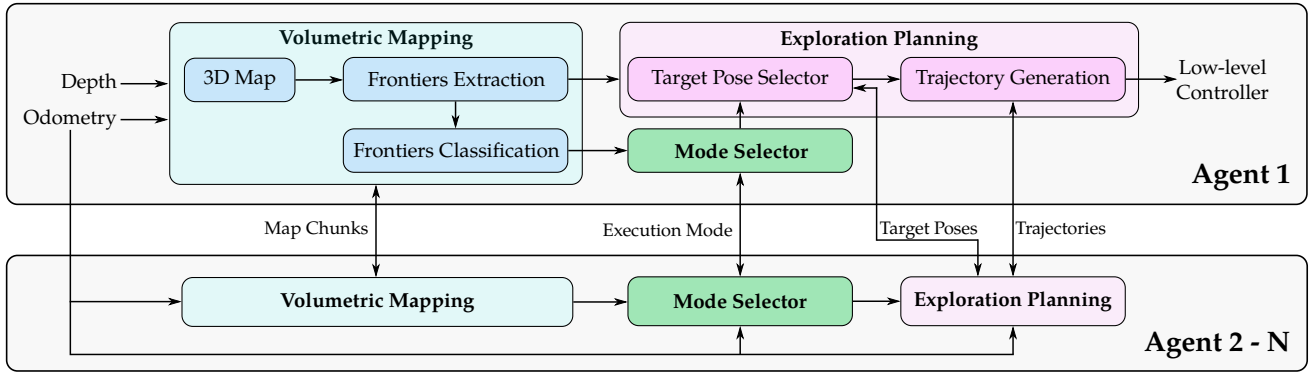 Volumetric Mapping
Exploration Planning
Depth
Odometry
3D Map
Frontiers Extraction
Target Pose Selector
Trajectory Generation
Low-level
Controller
Frontiers Classification
Mode Selector
Agent 1
Map Chunks
Execution Mode
Target Poses
Trajectories
Volumetric Mapping
Mode Selector
Exploration Planning
Agent 2 - N